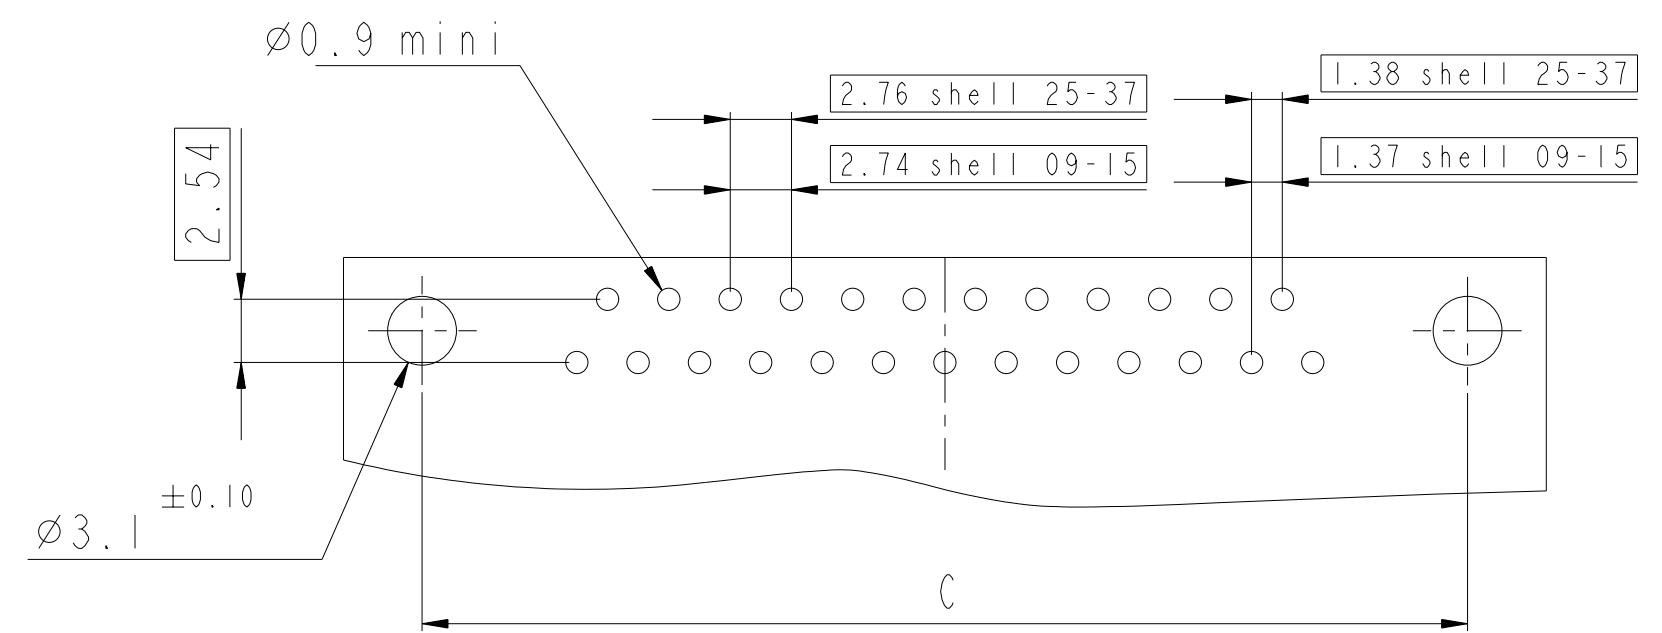 Ø0.9 mini
2.76 shell 25-37
1.38 shell 25-37
2.74 shell 09-15
1.37 shell 09-15
2.54
±0.10
Ø3.1
C